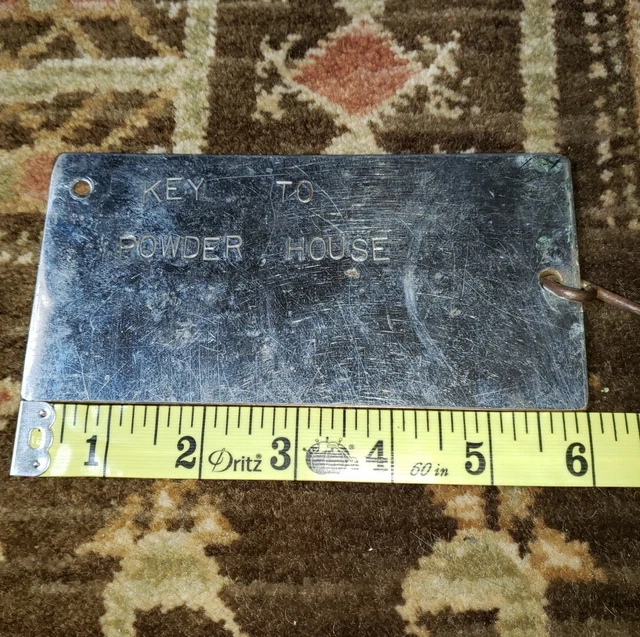 KEY TO
POWDER HOUSE
1 2 Dritz® 3 4 60 in 5 6